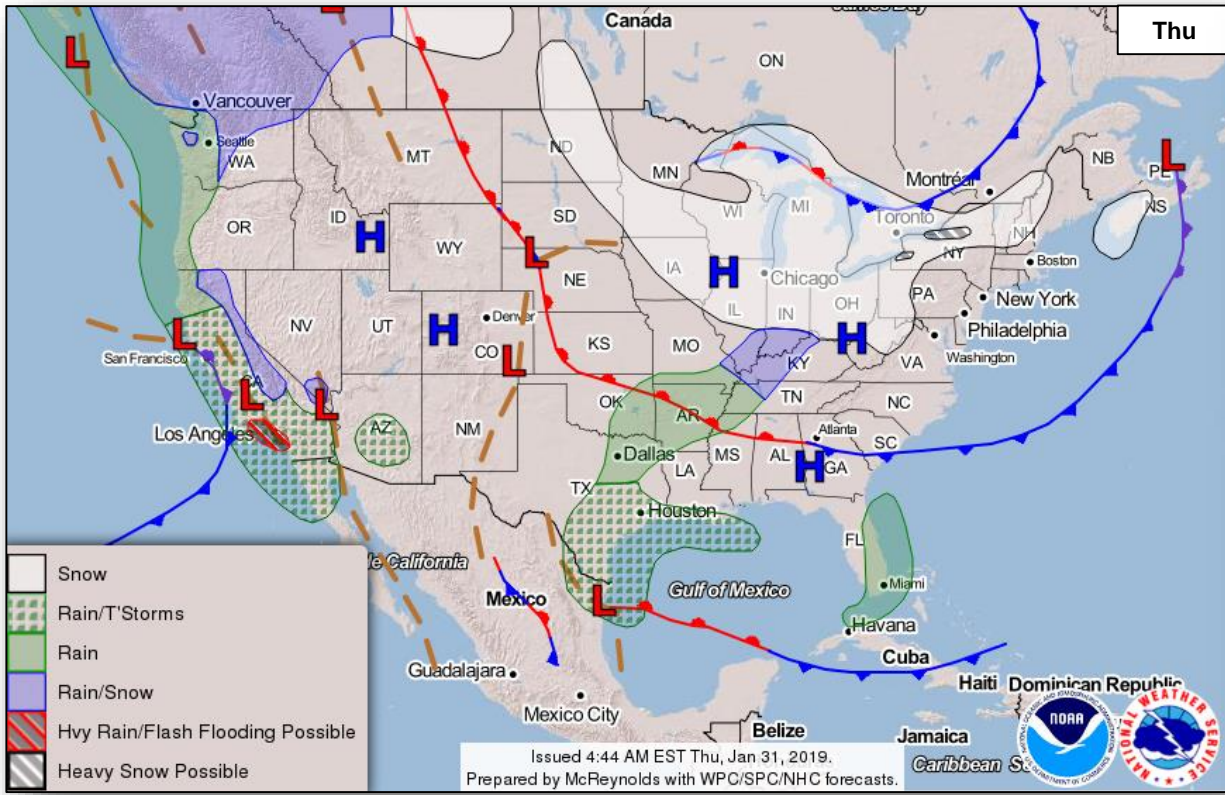 Thu
Canada
James Bay
ON
Vancouver
Seattle
WA
MT
ND
MN
Montréal
NB
PE
NS
OR
ID
SD
WI
MI
Toronto
NH
NY
Boston
WY
IA
Chicago
NE
PA
New York
NV
UT
Denver
IL
IN
OH
Philadelphia
San Francisco
CO
KS
MO
KY
VA
Washington
CA
TN
NC
Los Angeles
AZ
NM
OK
AR
Atlanta
SC
Dallas
MS
AL
GA
LA
TX
Houston
FL
de California
Gulf of Mexico
Miami
Mexico
Havana
Cuba
Guadalajara
Haiti
Dominican Republic
Mexico City
Belize
Jamaica
Caribbean
L
L
L
L
L
L
L
L
L
H
H
H
H
H
Snow
Rain/T'Storms
Rain
Rain/Snow
Hvy Rain/Flash Flooding Possible
Heavy Snow Possible
Issued 4:44 AM EST Thu, Jan 31, 2019.
Prepared by McReynolds with WPC/SPC/NHC forecasts.
NOAA
NATIONAL WEATHER SERVICE